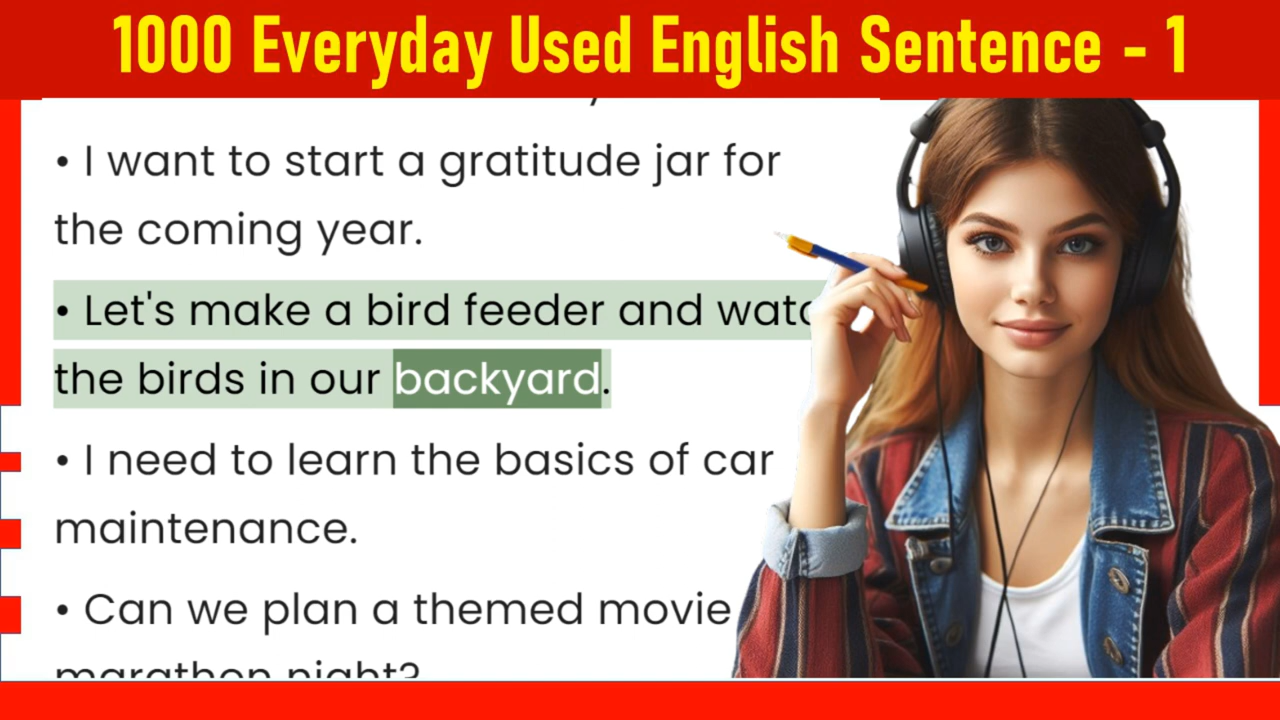 1000 Everyday Used English Sentence - 1
• I want to start a gratitude jar for
the coming year.
• Let's make a bird feeder and watc
the birds in our backyard.
• I need to learn the basics of car
maintenance.
• Can we plan a themed movie
marathon night?